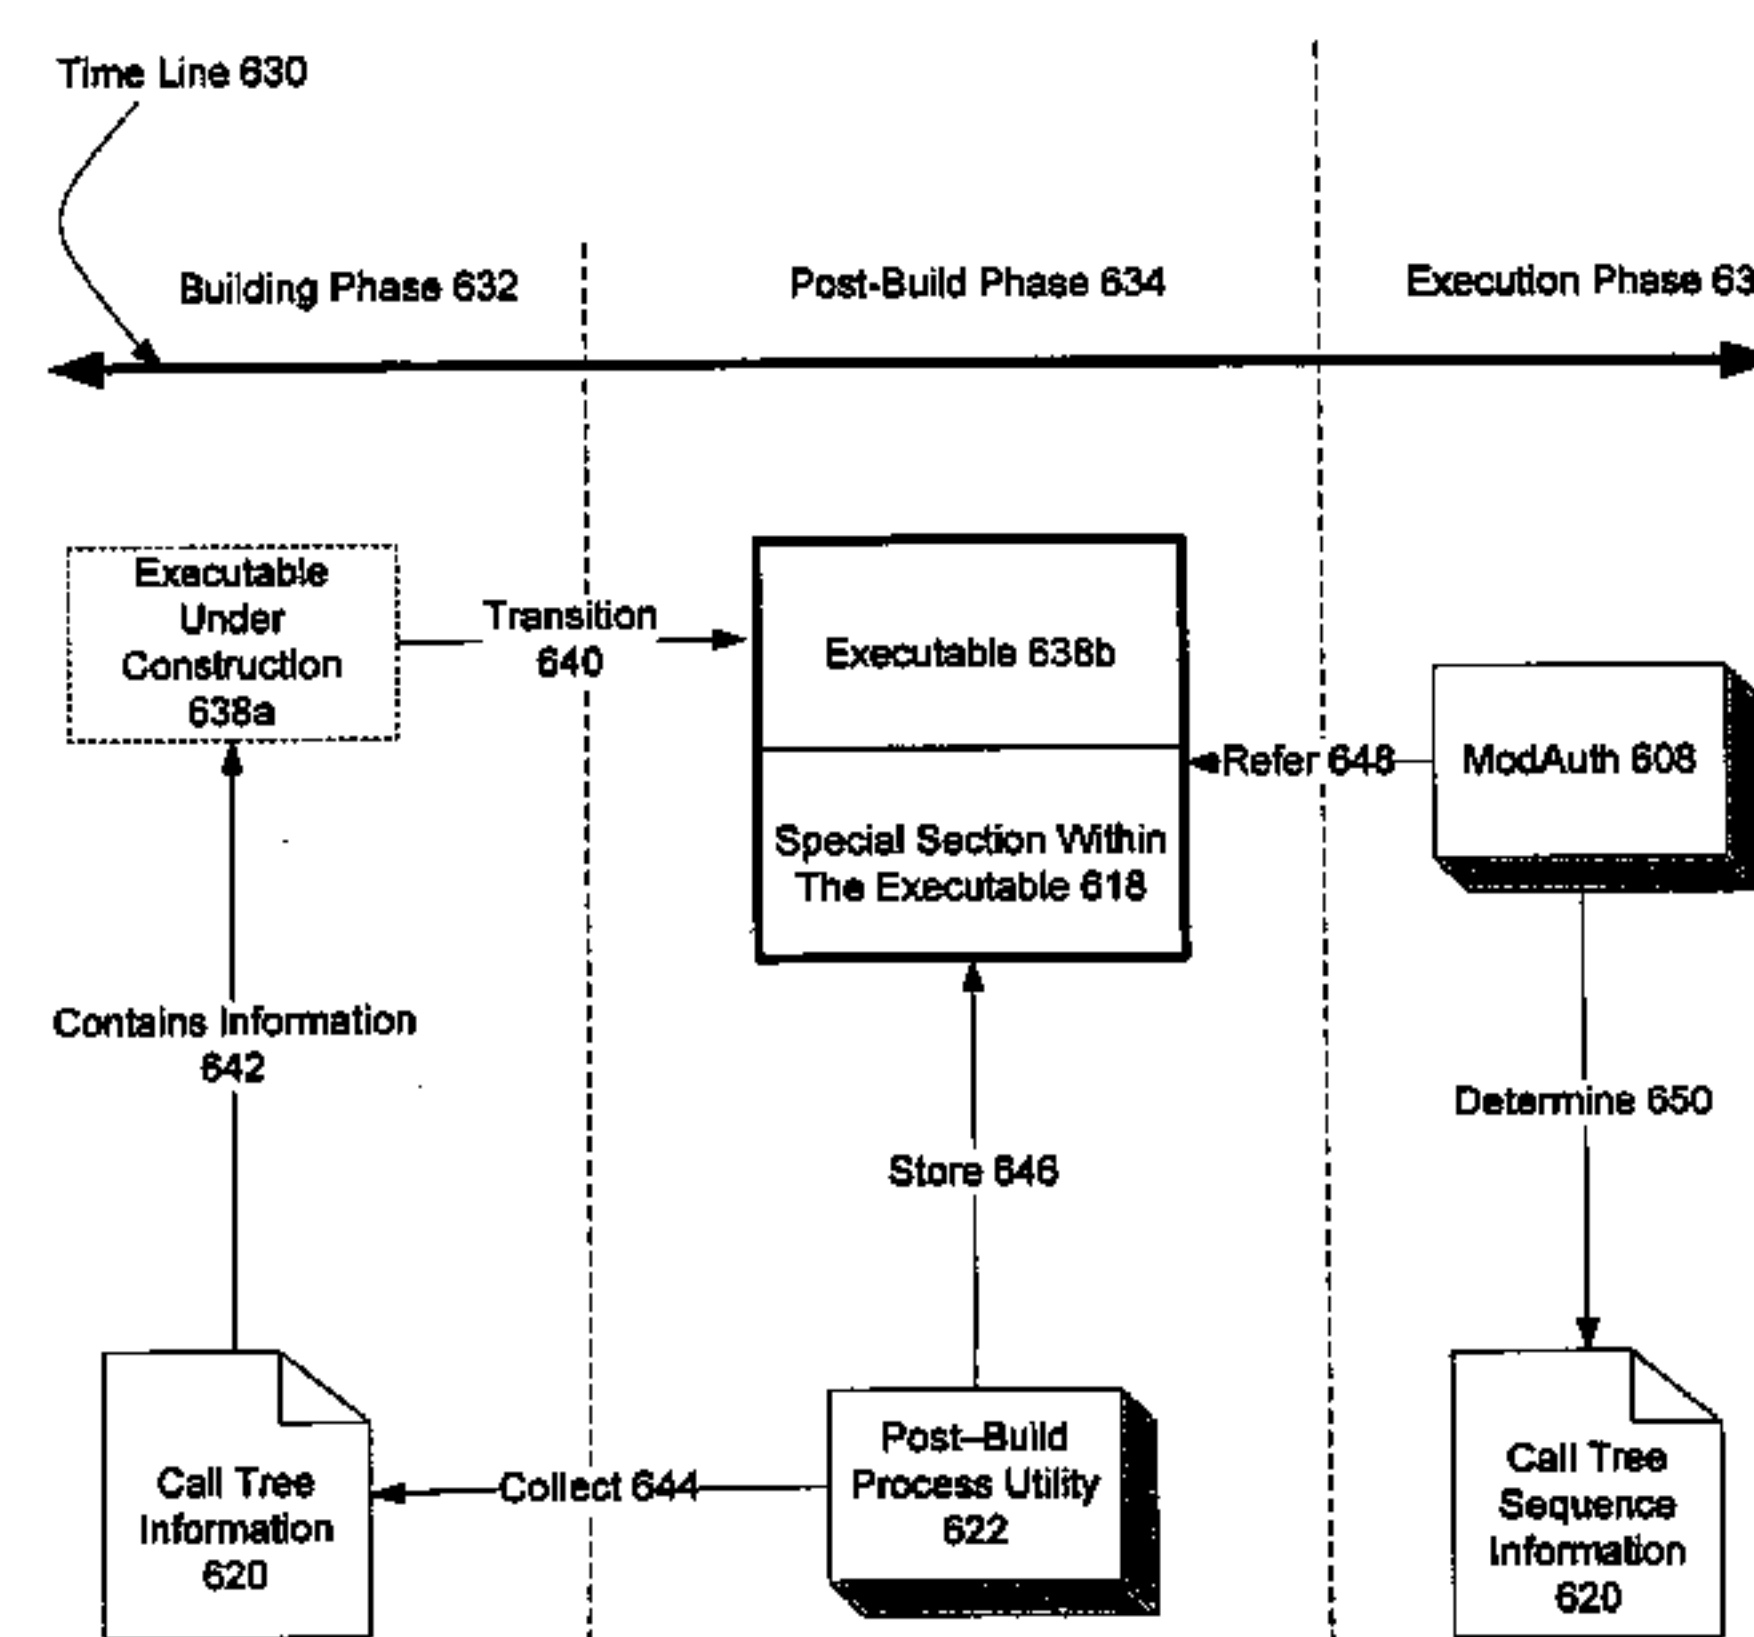 Time Line 630
Building Phase 632
Post-Build Phase 634
Execution Phase
Executable
Under
Construction
638a
Transition
640
Executable 638b
Special Section Within
The Executable 618
Refer 648
ModAuth 608
Contains Information
642
Store 646
Determine 650
Call Tree
Information
620
Collect 644
Post–Build
Process Utility
622
Call Tree
Sequence
Information
620